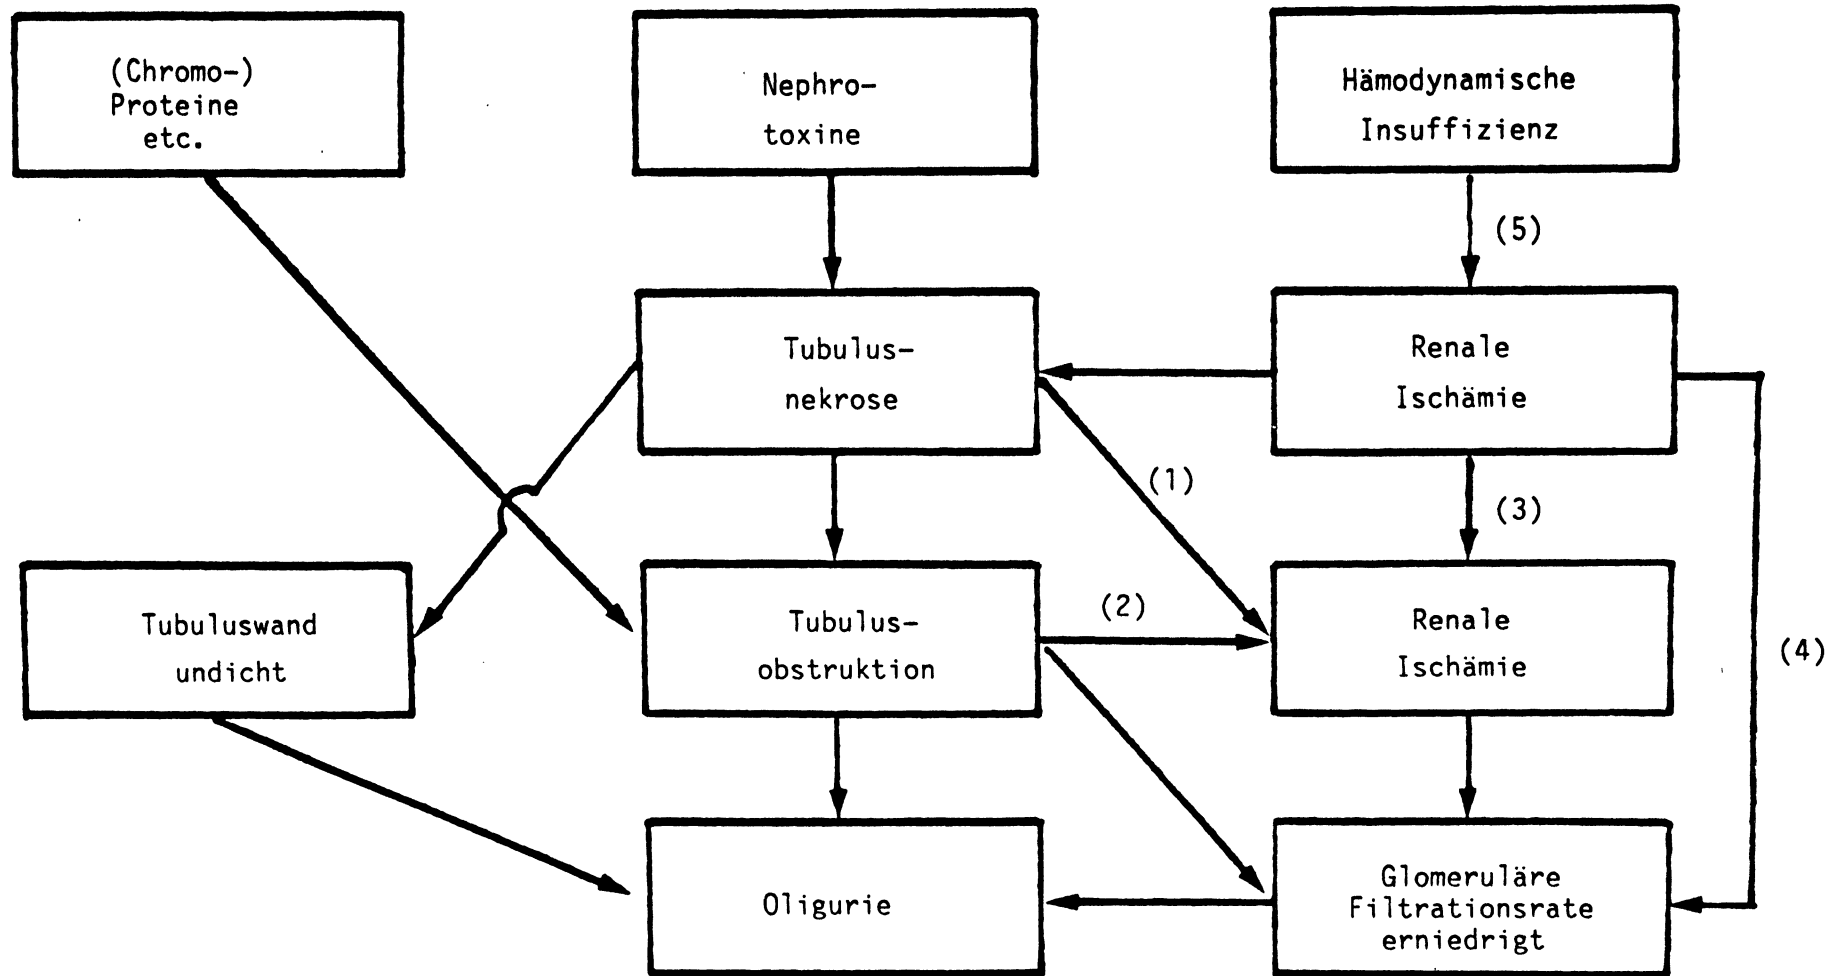 (Chromo-)
Proteine
etc.
Nephro-
toxine
Hämodynamische
Insuffizienz
(5)
Tubulus-
nekrose
Renale
Ischämie
(1)
(3)
Tubuluswand
undicht
Tubulus-
obstruktion
(2)
Renale
Ischämie
(4)
Oligurie
Glomeruläre
Filtrationsrate
erniedrigt